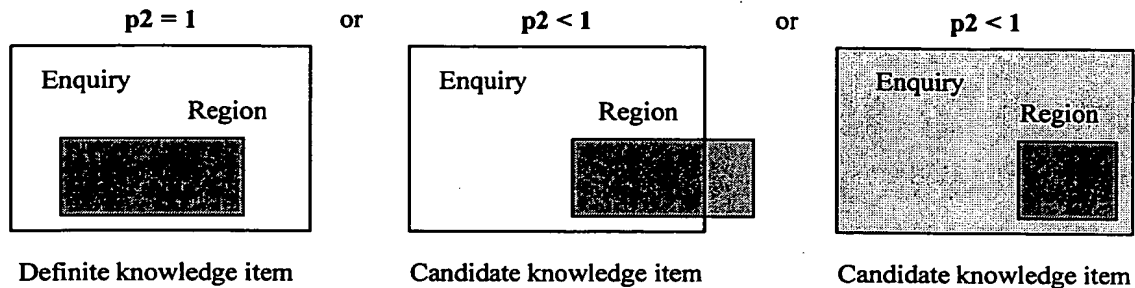 p2 = 1 or p2 < 1 or p2 < 1
Enquiry Enquiry Enquiry
Region Region Region
Definite knowledge item Candidate knowledge item Candidate knowledge item